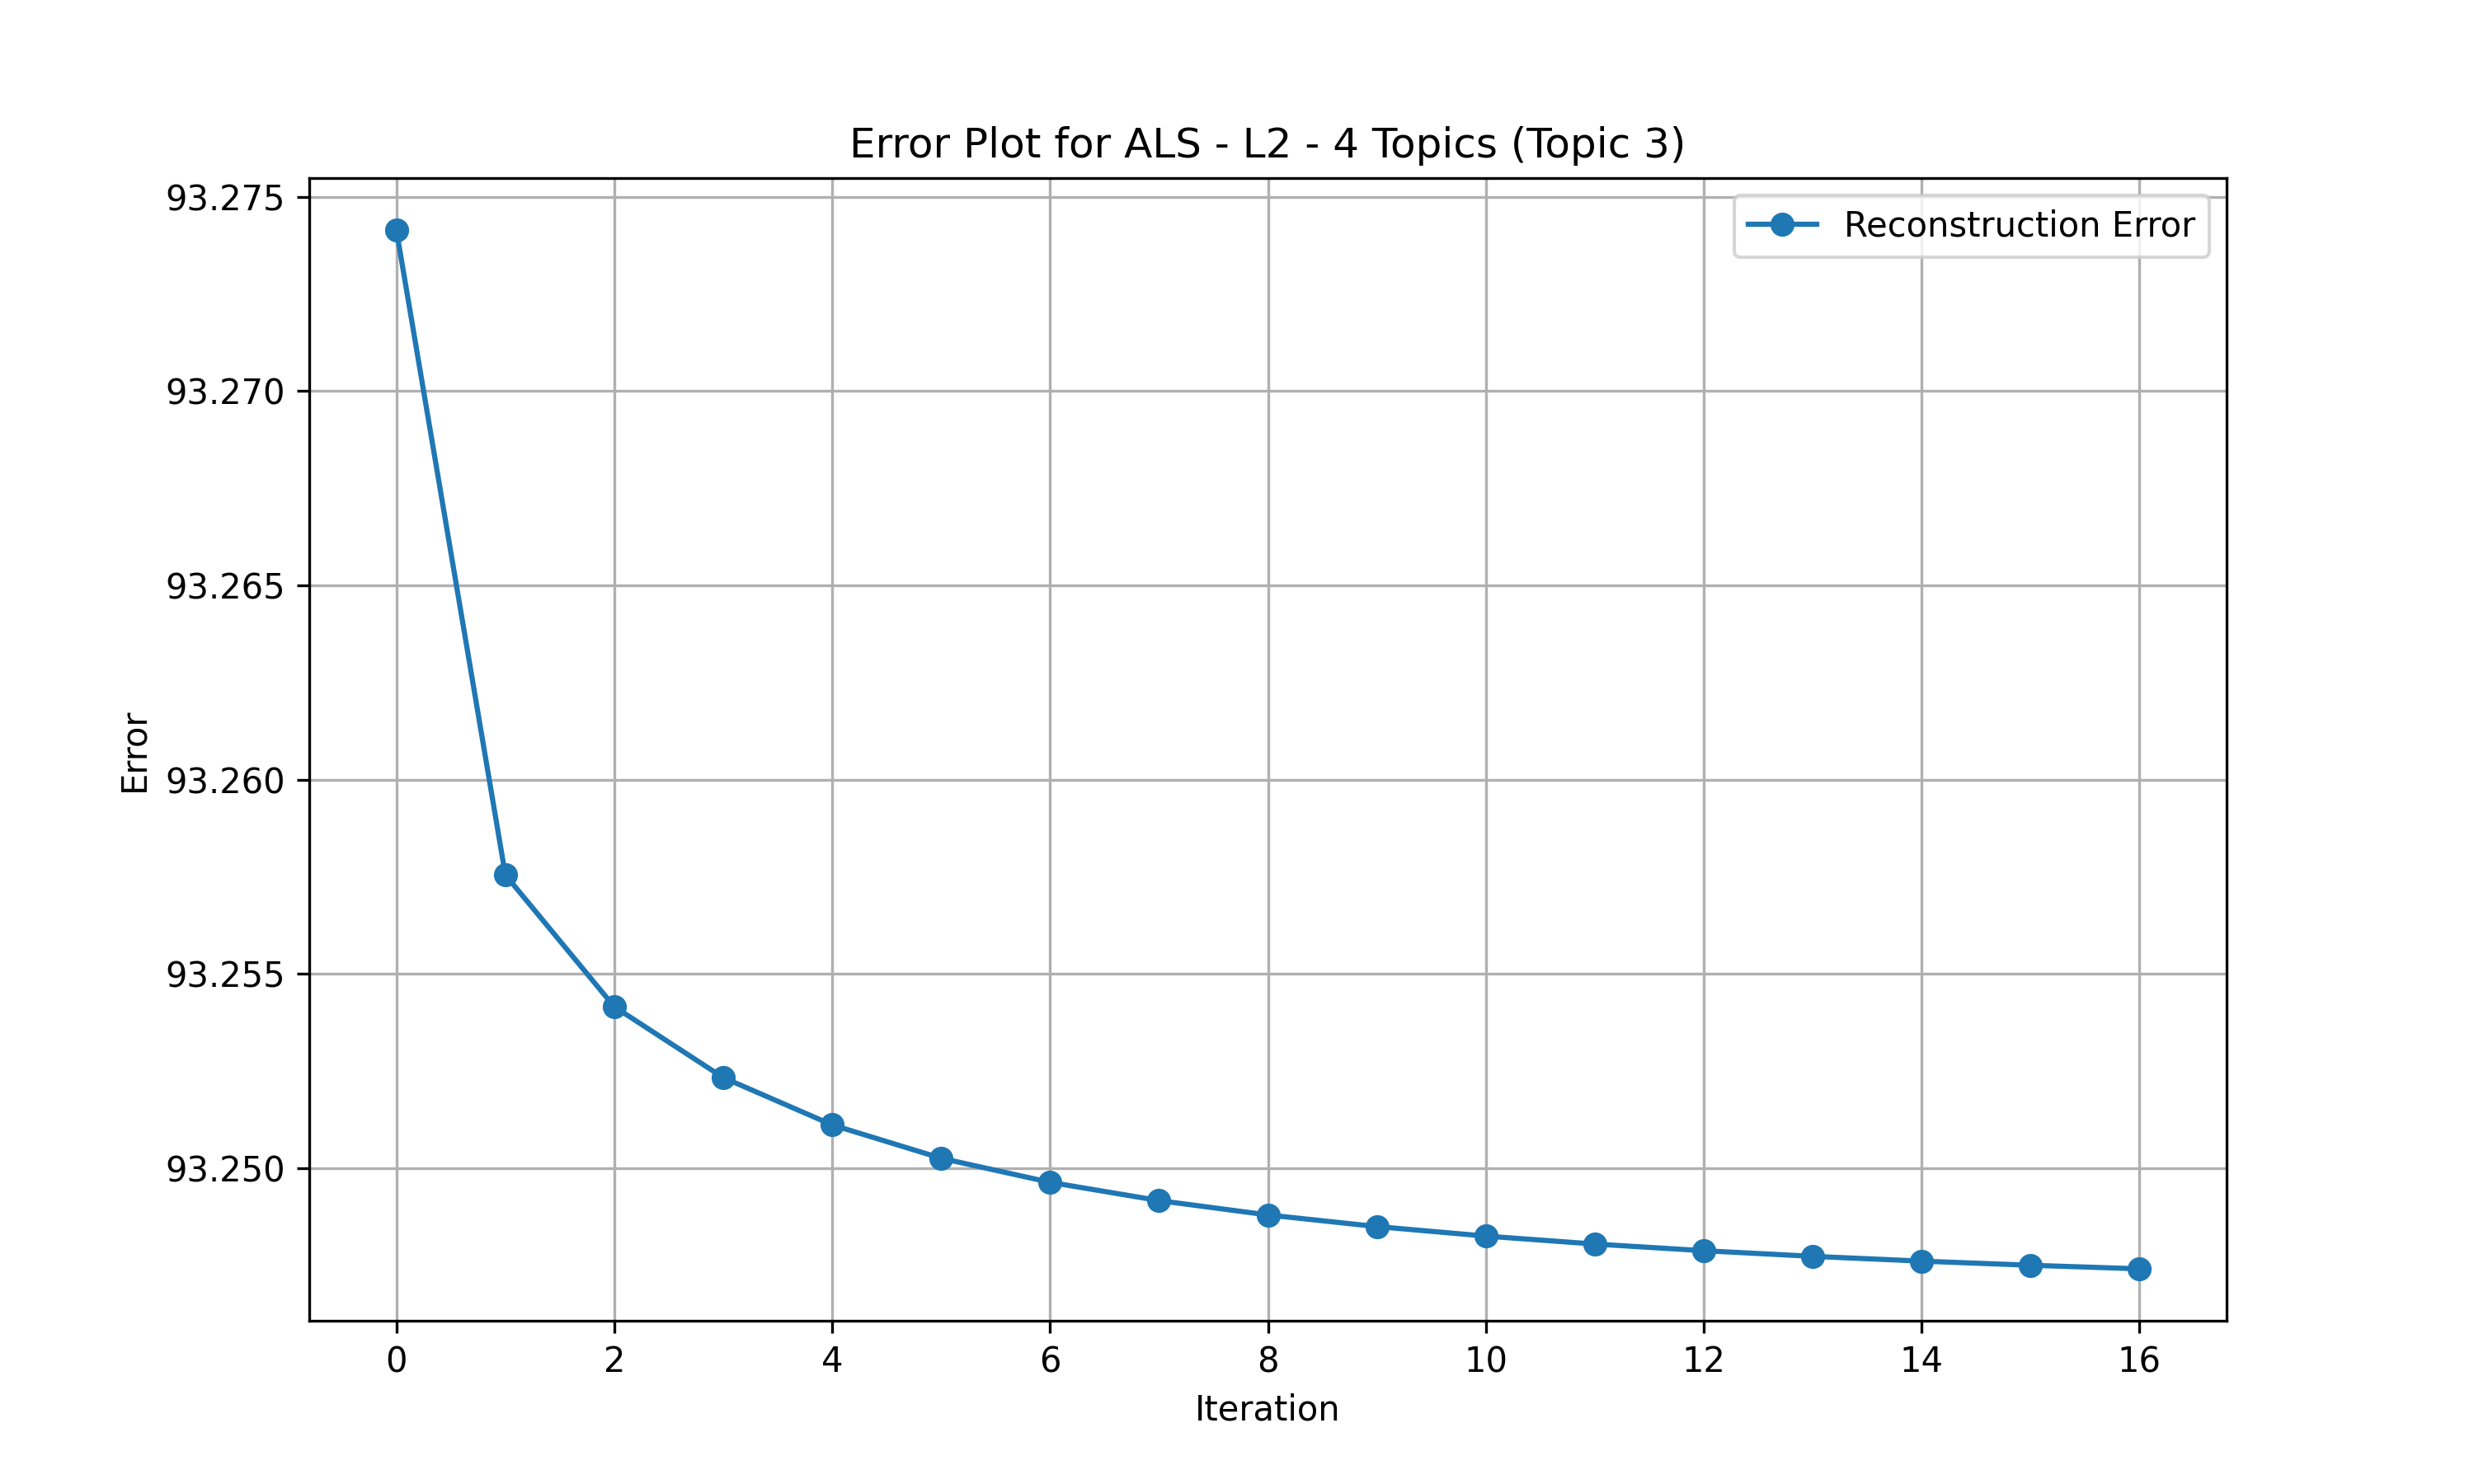 Error Plot for ALS - L2 - 4 Topics (Topic 3)
Reconstruction Error
93.275
93.270
93.265
93.260
93.255
93.250
Error
0 2 4 6 8 10 12 14 16
Iteration